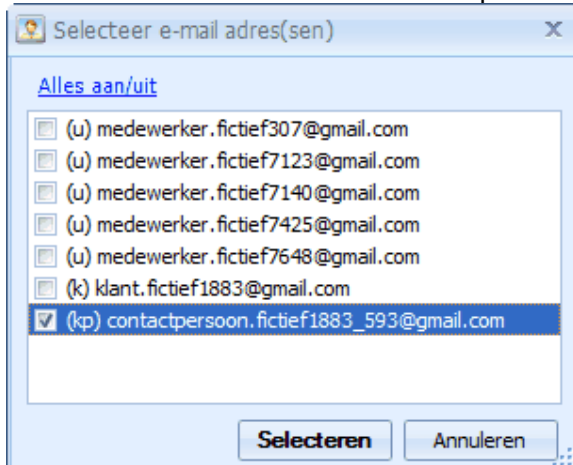 Selecteer e-mail adres(sen)
Alles aan/uit
(u) medewerker.fictief307@gmail.com
(u) medewerker.fictief7123@gmail.com
(u) medewerker.fictief7140@gmail.com
(u) medewerker.fictief7425@gmail.com
(u) medewerker.fictief7648@gmail.com
(k) klant.fictief1883@gmail.com
(kp) contactpersoon.fictief1883_593@gmail.com
Selecteren Annuleren